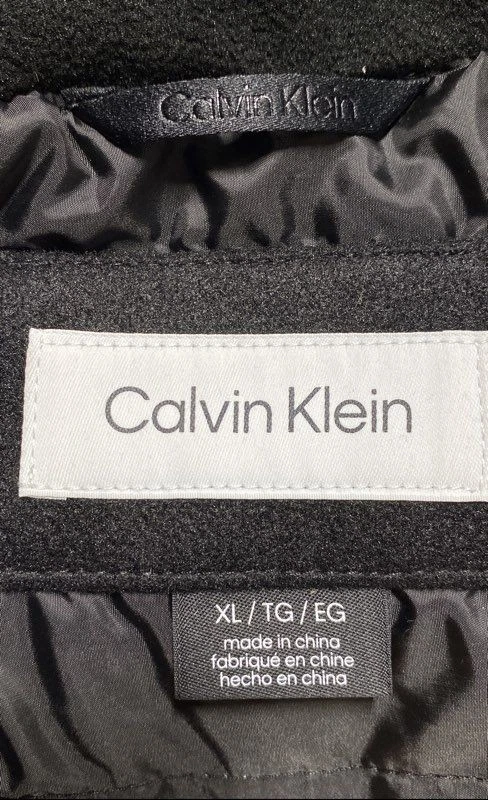 Calvin Klein
Calvin Klein
XL / TG / EG
made in china
fabriqué en chine
hecho en china